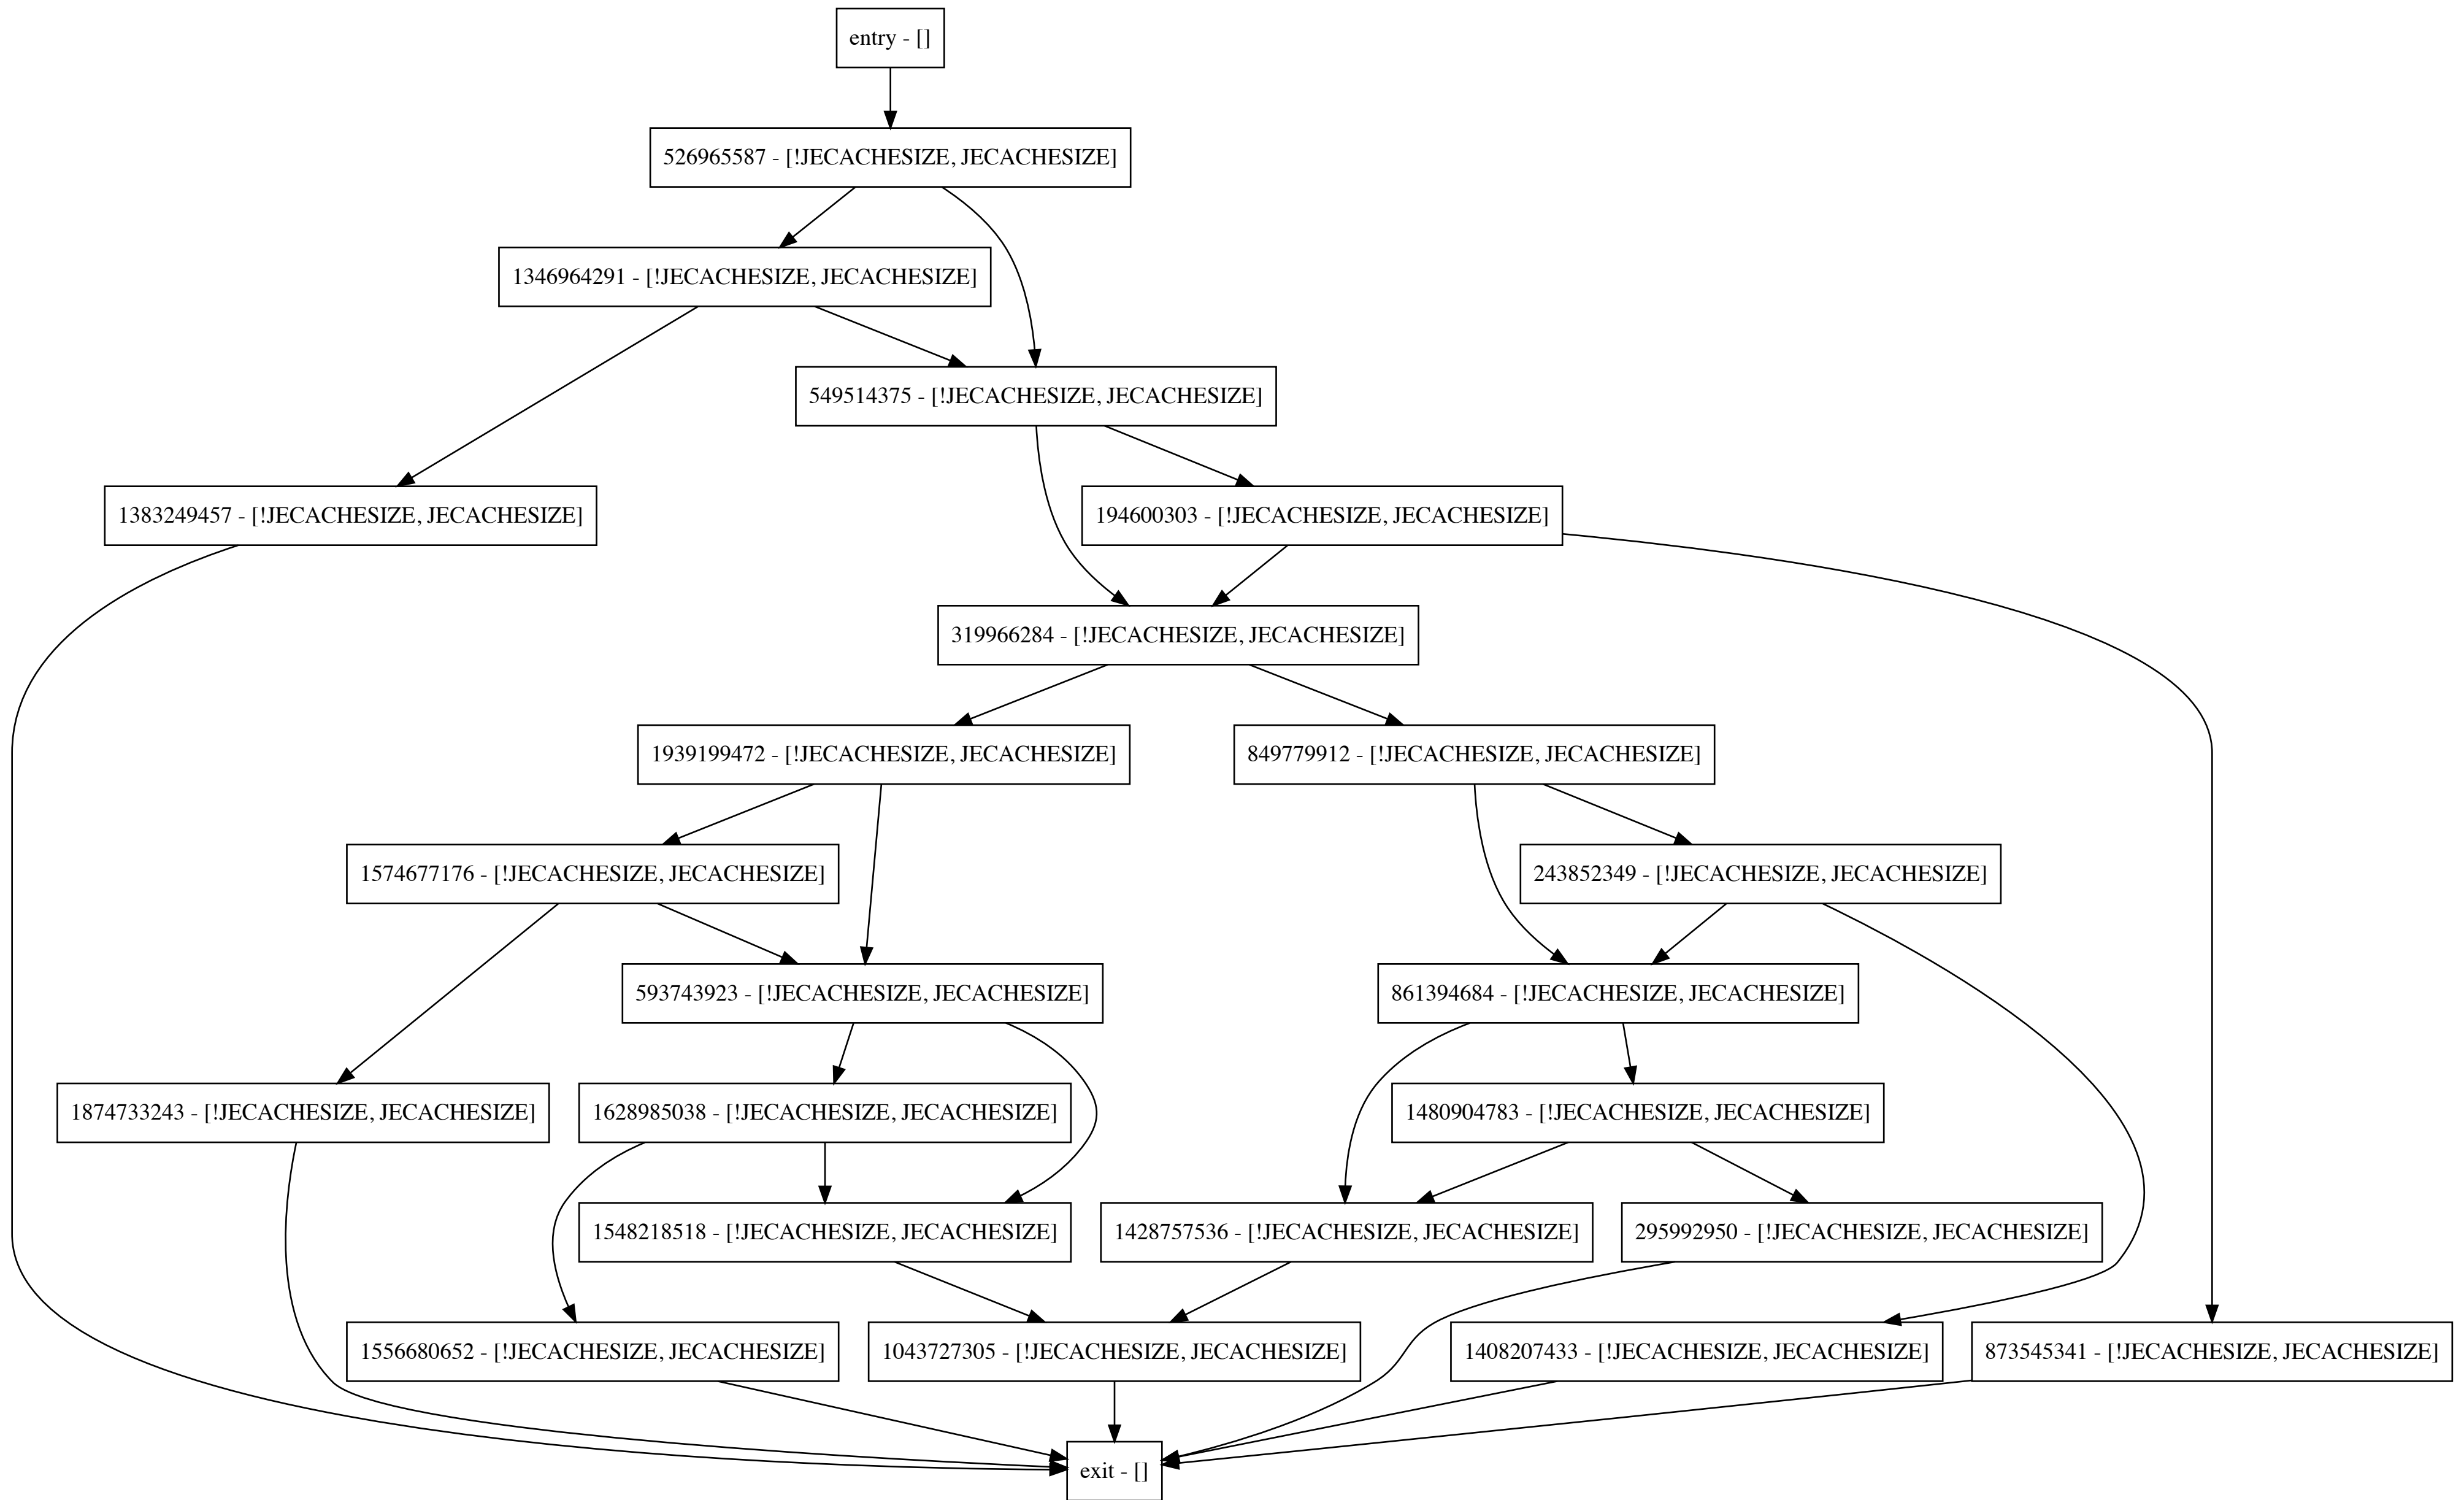 entry - []
526965587 - [!JECACHESIZE, JECACHESIZE]
1346964291 - [!JECACHESIZE, JECACHESIZE]
549514375 - [!JECACHESIZE, JECACHESIZE]
1383249457 - [!JECACHESIZE, JECACHESIZE]
194600303 - [!JECACHESIZE, JECACHESIZE]
319966284 - [!JECACHESIZE, JECACHESIZE]
1939199472 - [!JECACHESIZE, JECACHESIZE]
849779912 - [!JECACHESIZE, JECACHESIZE]
1574677176 - [!JECACHESIZE, JECACHESIZE]
243852349 - [!JECACHESIZE, JECACHESIZE]
593743923 - [!JECACHESIZE, JECACHESIZE]
861394684 - [!JECACHESIZE, JECACHESIZE]
1874733243 - [!JECACHESIZE, JECACHESIZE]
1628985038 - [!JECACHESIZE, JECACHESIZE]
1480904783 - [!JECACHESIZE, JECACHESIZE]
1548218518 - [!JECACHESIZE, JECACHESIZE]
1428757536 - [!JECACHESIZE, JECACHESIZE]
295992950 - [!JECACHESIZE, JECACHESIZE]
1556680652 - [!JECACHESIZE, JECACHESIZE]
1043727305 - [!JECACHESIZE, JECACHESIZE]
1408207433 - [!JECACHESIZE, JECACHESIZE]
873545341 - [!JECACHESIZE, JECACHESIZE]
exit - []